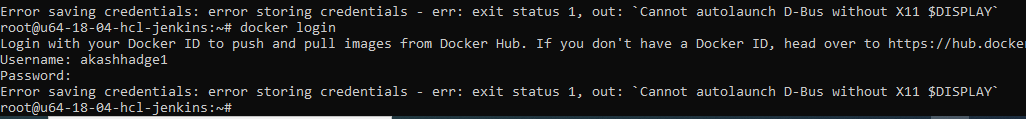 Error saving credentials: error storing credentials - err: exit status 1, out: `Cannot autolaunch D-Bus without X11 $DISPLAY`
root@u64-18-04-hcl-jenkins:~# docker login
Login with your Docker ID to push and pull images from Docker Hub. If you don't have a Docker ID, head over to https://hub.docker
Username: akashhadge1
Password:
Error saving credentials: error storing credentials - err: exit status 1, out: `Cannot autolaunch D-Bus without X11 $DISPLAY`
root@u64-18-04-hcl-jenkins:~#